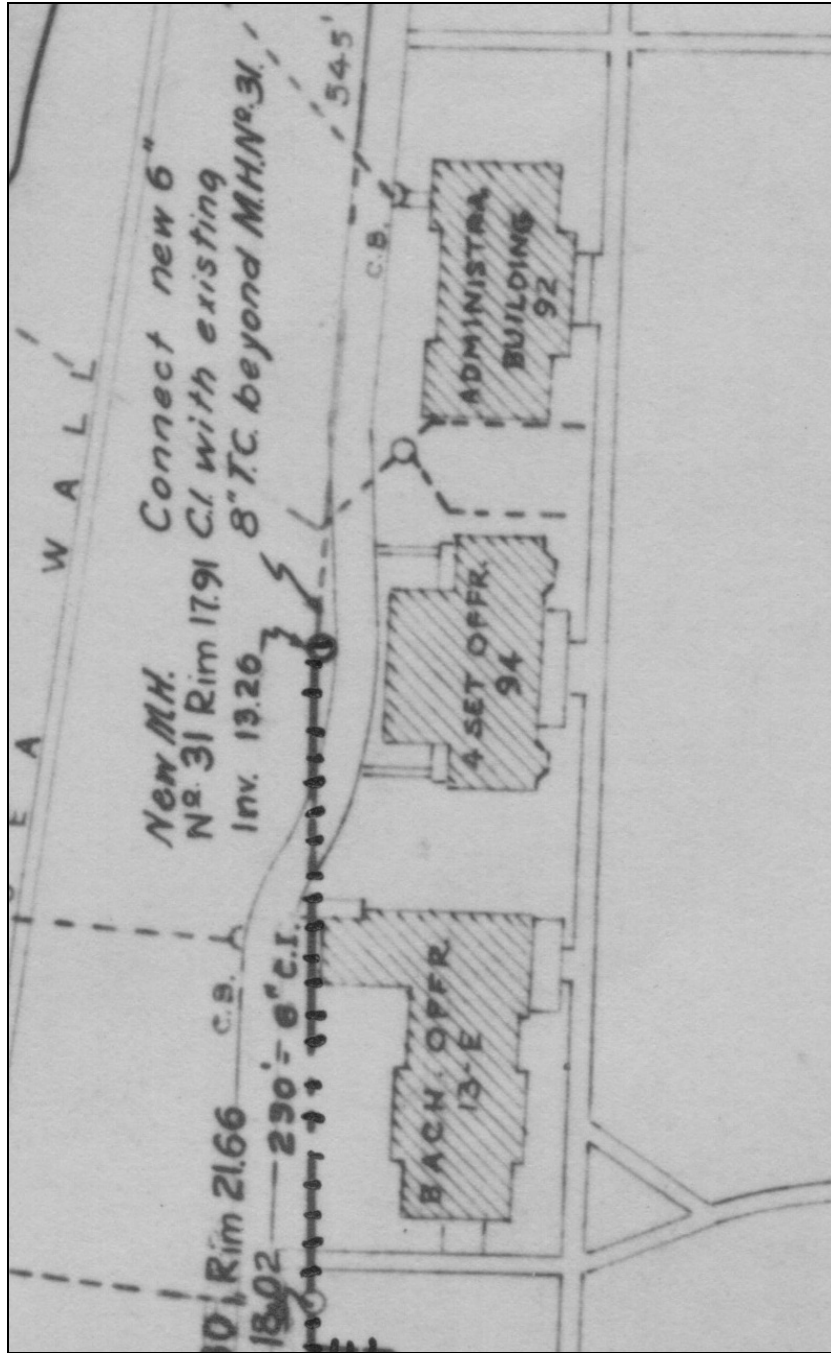 SEA WALL
New M.H.
Nº 31 Rim 17.91
Inv. 13.26
Connect new 6"
C.I. with existing
8" T.C. beyond M.H. Nº 31.
545'
C.B.
ADMINISTRA
BUILDING
92
4 SET OFFR.
94
BACH. OFFR.
13-E
C.B.
30, Rim 21.66
18.02
290'= 6" C.I.